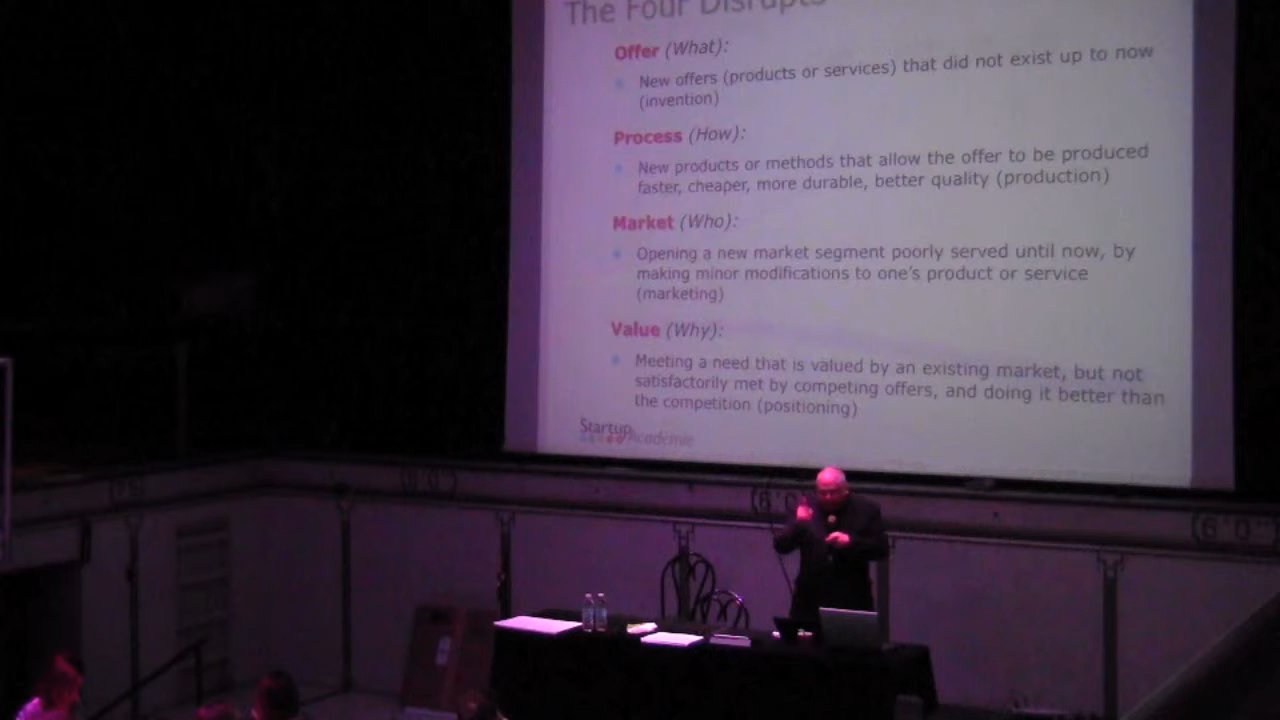 The Four Disrupts
Offer (What):
New offers (products or services) that did not exist up to now
(invention)
Process (How):
New products or methods that allow the offer to be produced
faster, cheaper, more durable, better quality (production)
Market (Who):
Opening a new market segment poorly served until now, by
making minor modifications to one's product or service
(marketing)
Value (Why):
Meeting a need that is valued by an existing market, but not
satisfactorily met by competing offers, and doing it better than
the competition (positioning)
Startup
Académie